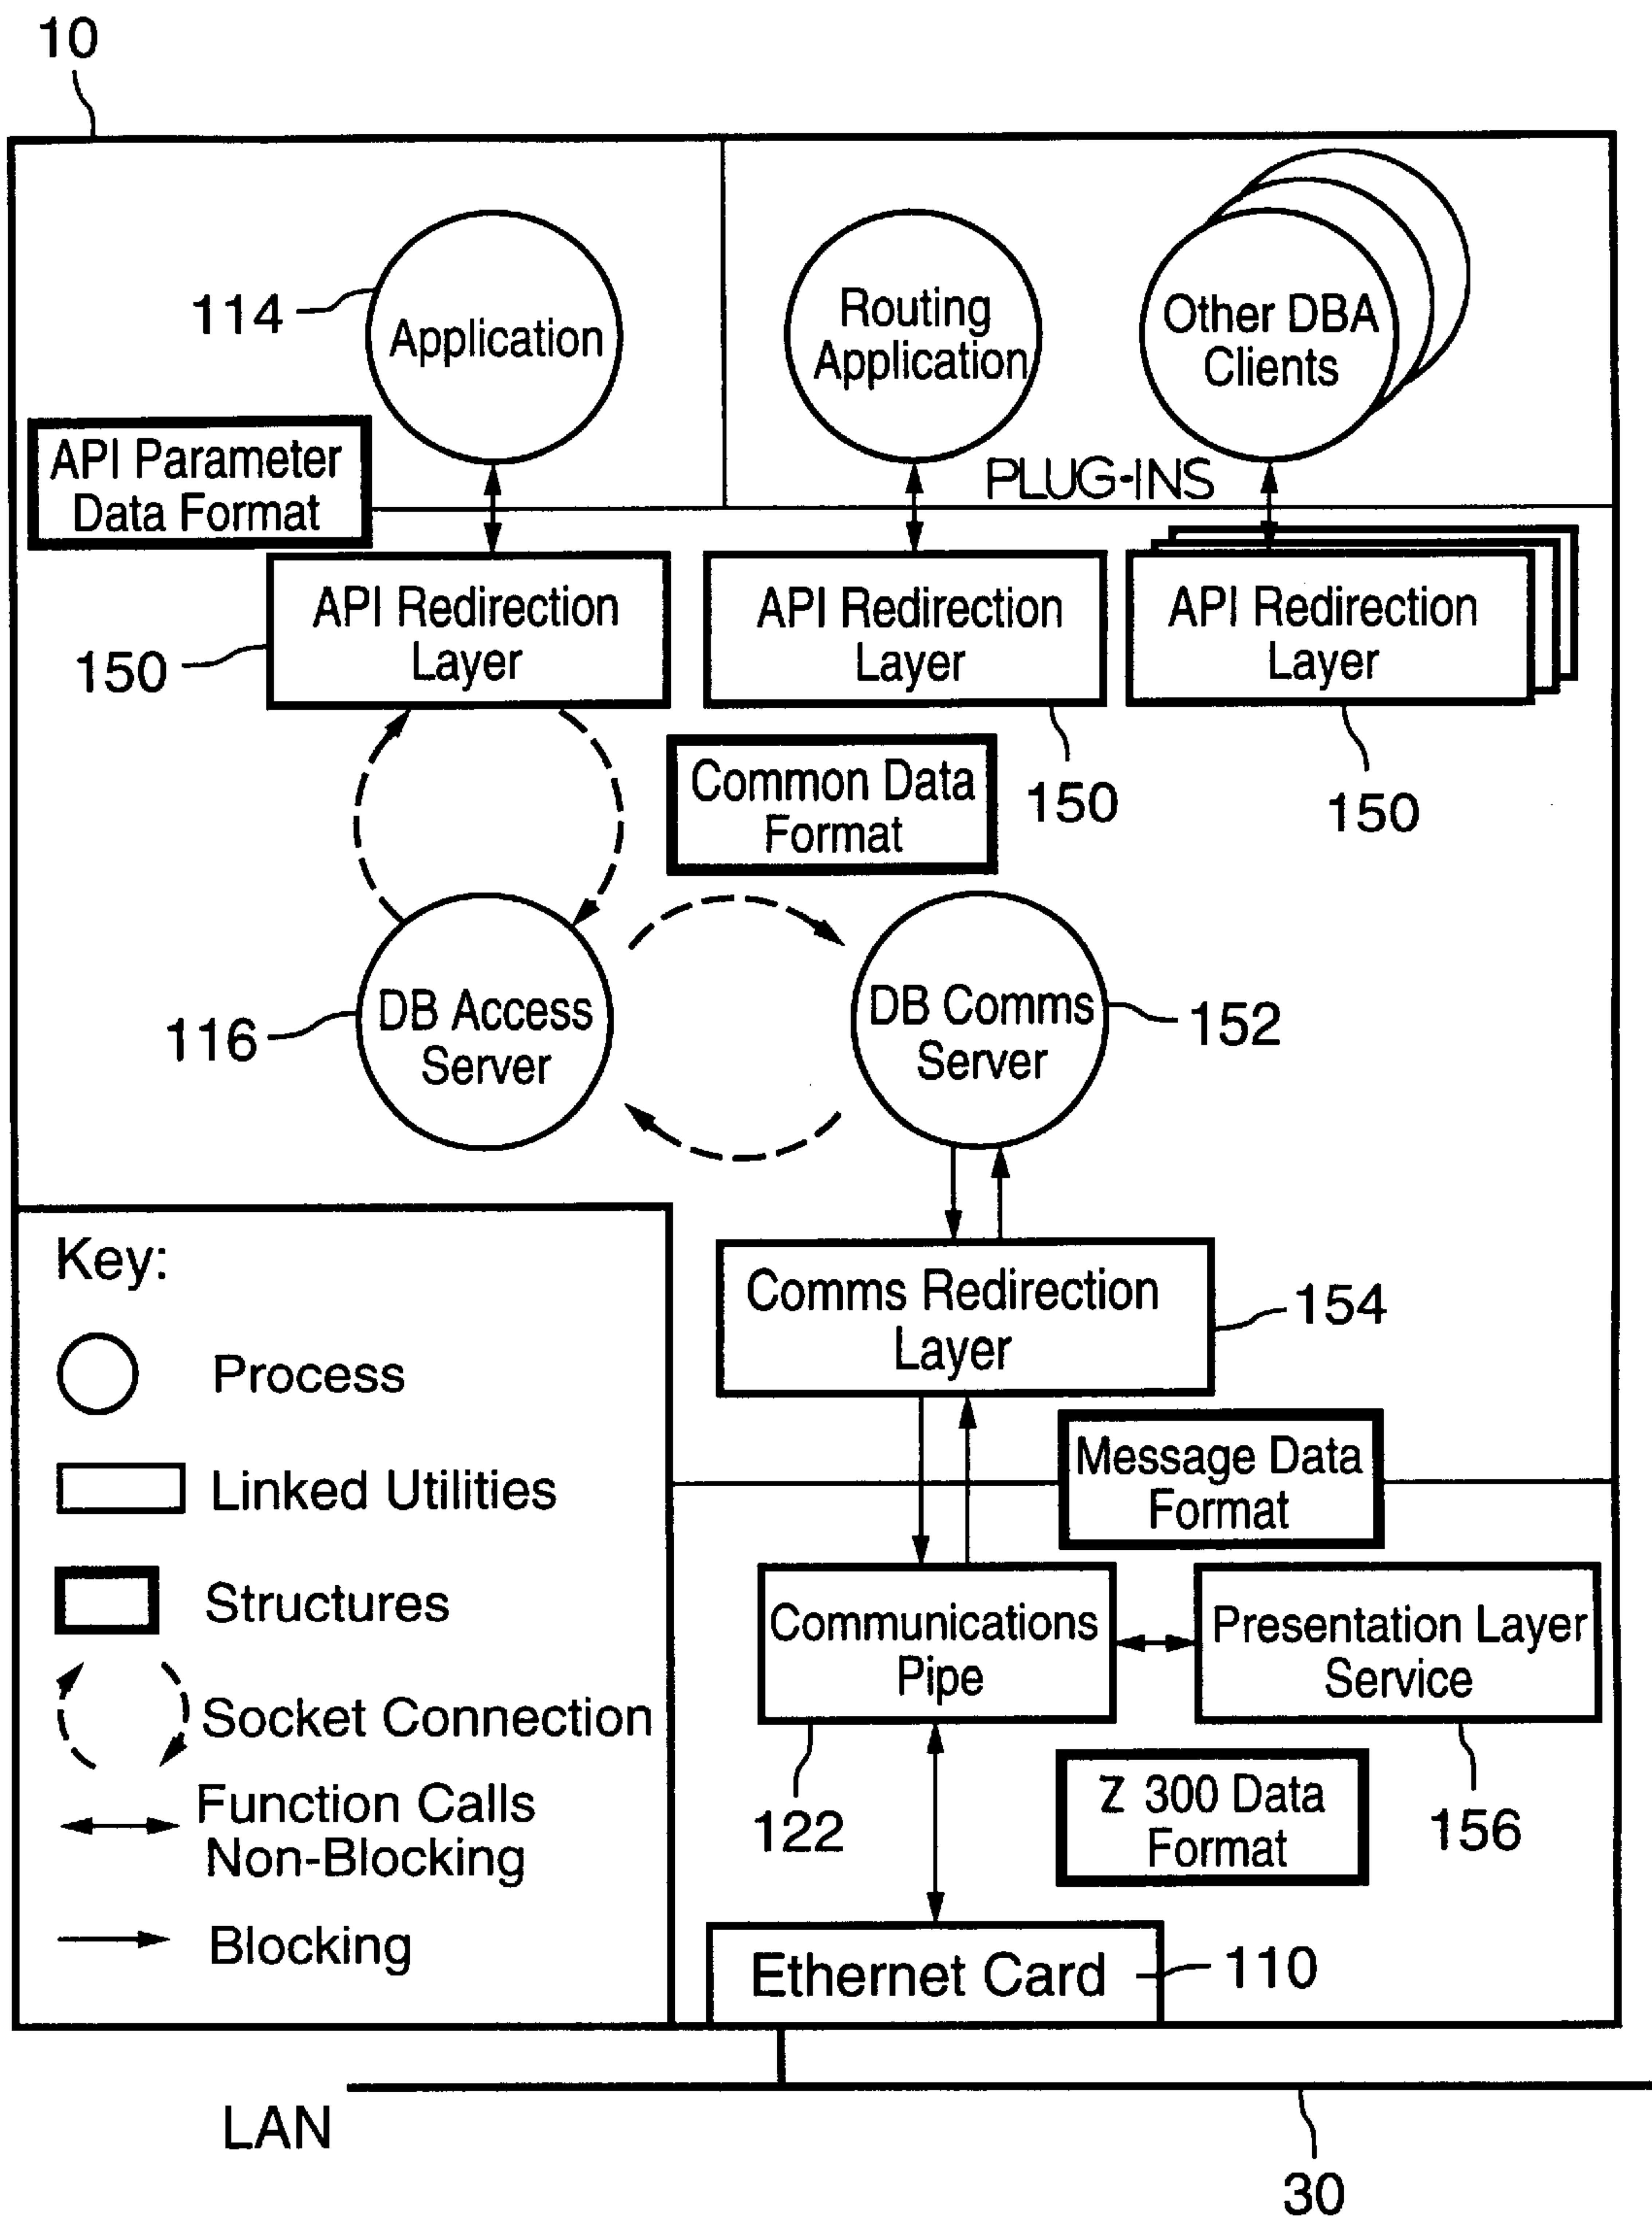 10
114
Application
Routing
Application
Other DBA
Clients
API Parameter
Data Format
PLUG-INS
API Redirection
Layer
150
API Redirection
Layer
150
API Redirection
Layer
150
Common Data
Format
DB Access
Server
116
DB Comms
Server
152
Comms Redirection
Layer
154
Message Data
Format
Communications
Pipe
122
Presentation Layer
Service
156
Z 300 Data
Format
Ethernet Card
110
Key:
Process
Linked Utilities
Structures
Socket Connection
Function Calls
Non-Blocking
Blocking
LAN
30